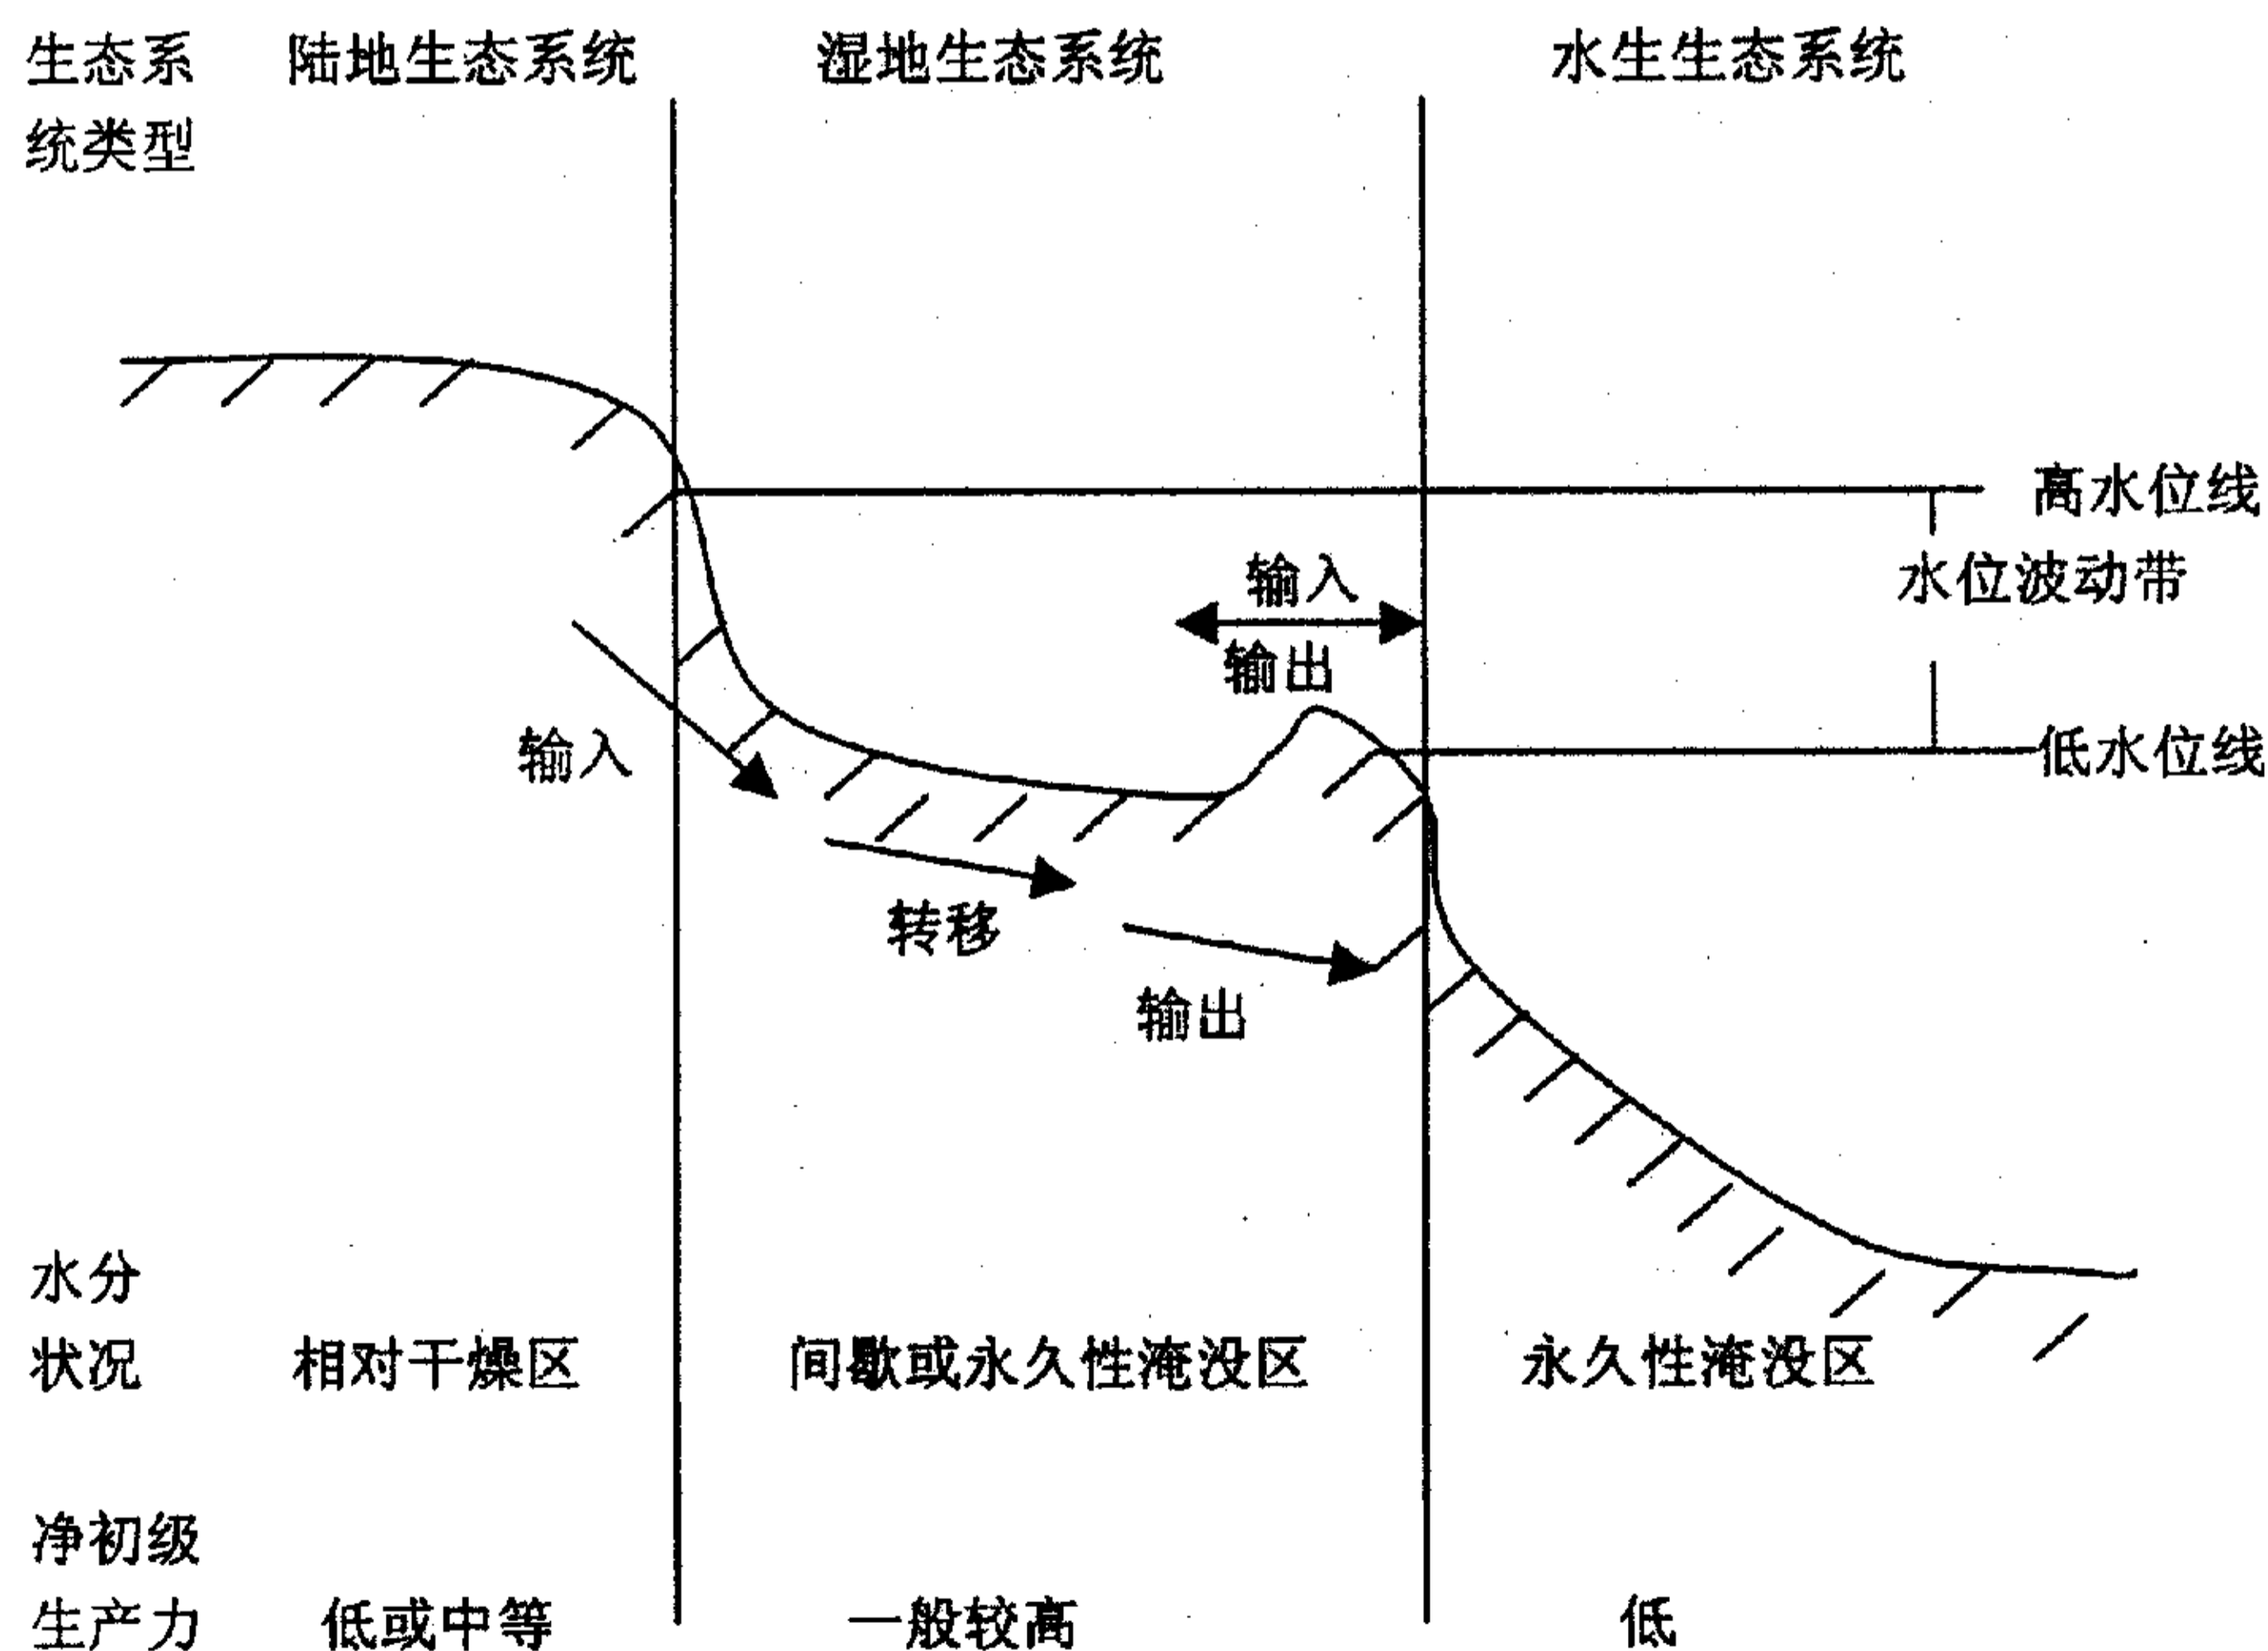 生态系 陆地生态系统 湿地生态系统 水生生态系统
统类型
高水位线
输入 水位波动带
输出
输入 低水位线
转移
输出
水分
状况 相对干燥区 间歇或永久性淹没区 永久性淹没区
净初级
生产力 低或中等 一般较高 低